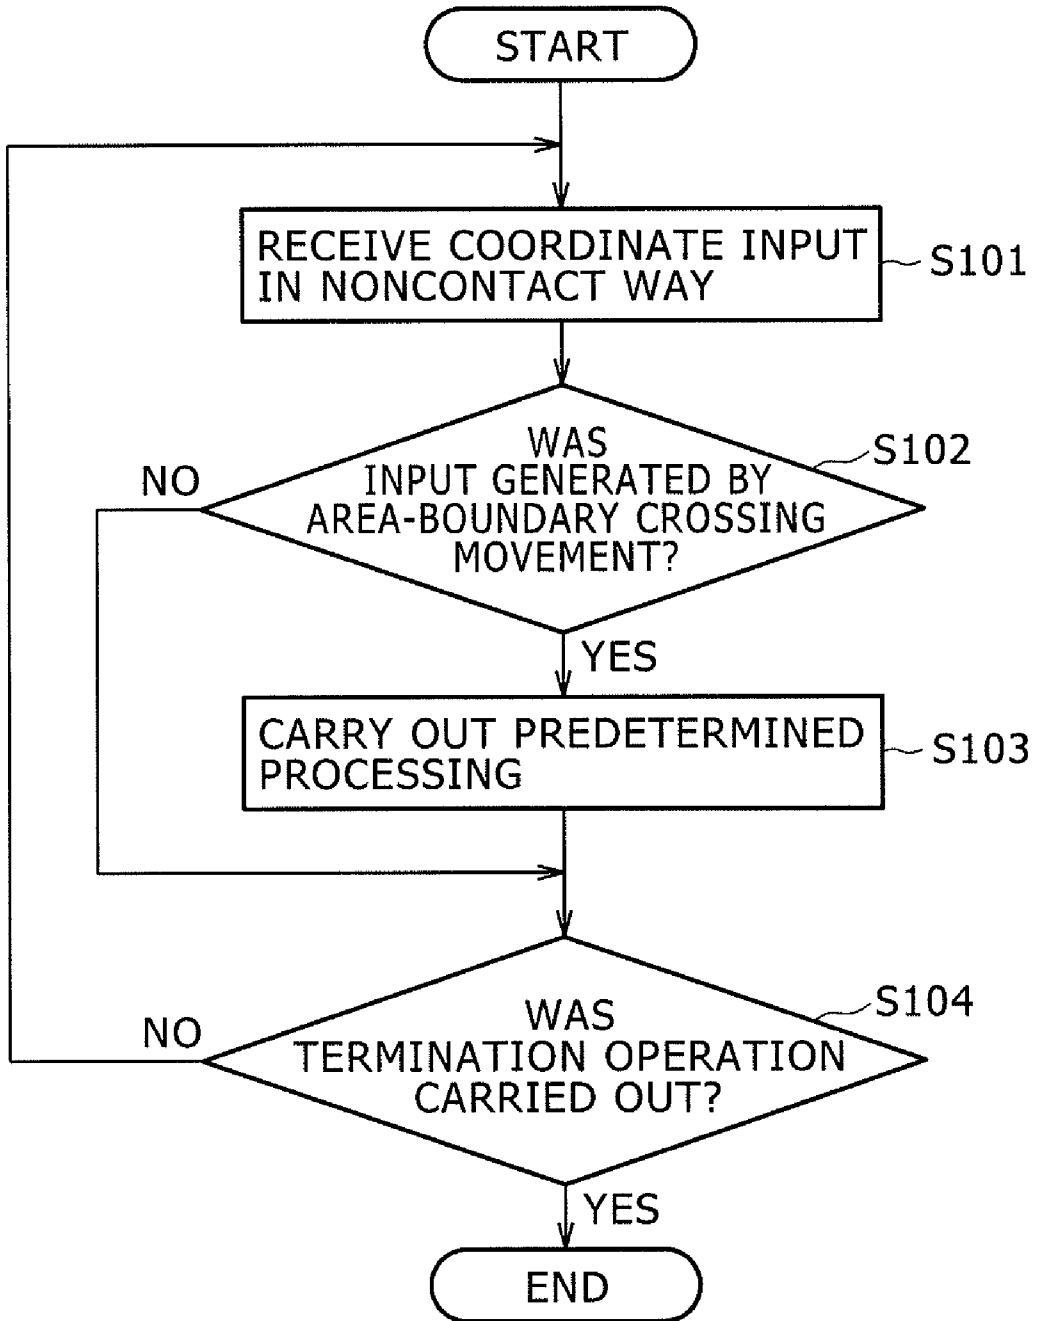 START
RECEIVE COORDINATE INPUT
IN NONCONTACT WAY
S101
WAS
INPUT GENERATED BY
AREA-BOUNDARY CROSSING
MOVEMENT?
S102
NO
YES
CARRY OUT PREDETERMINED
PROCESSING
S103
WAS
TERMINATION OPERATION
CARRIED OUT?
S104
NO
YES
END